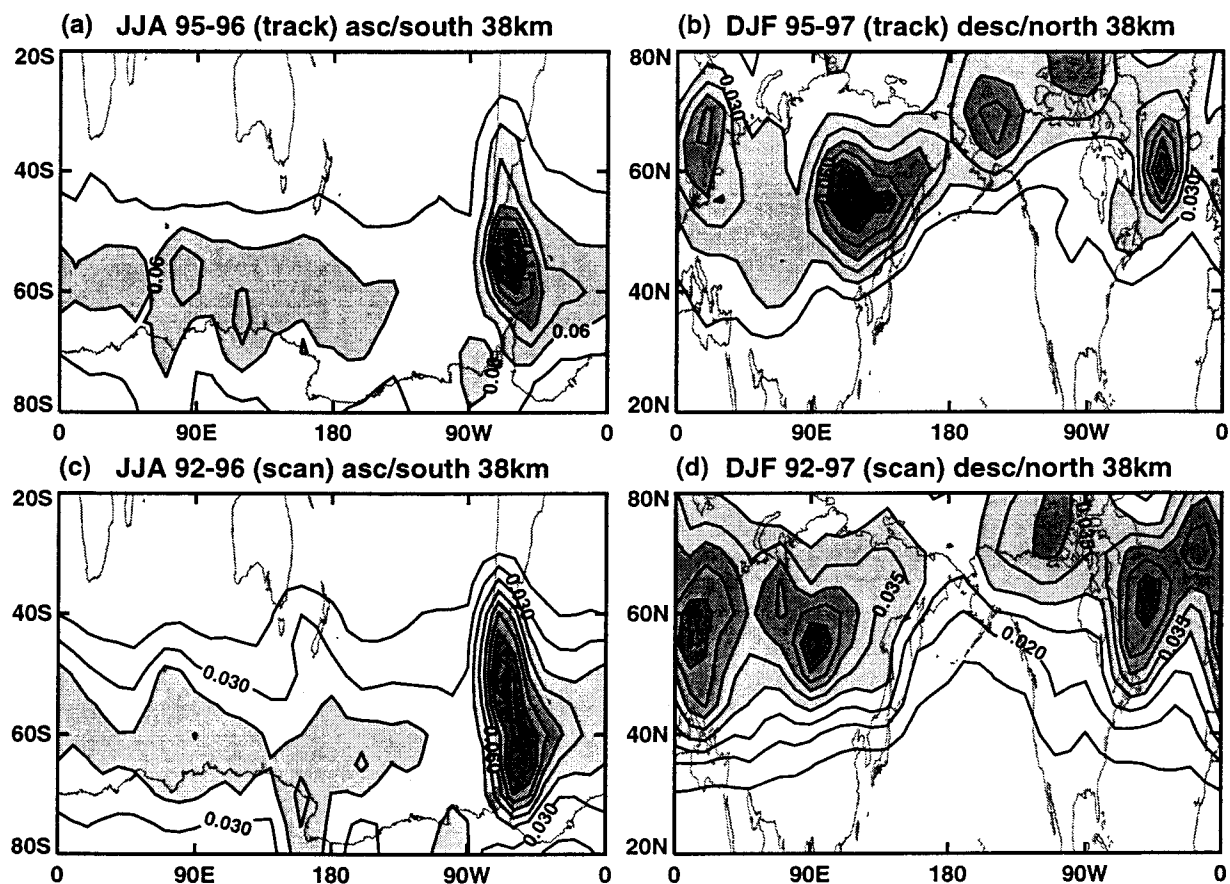 (a) JJA 95-96 (track) asc/south 38km
(b) DJF 95-97 (track) desc/north 38km
20S
40S
60S
80S
0.06
0.06
0 90E 180 90W 0
80N
60N
40N
20N
0.030
0.030
0 90E 180 90W 0
(c) JJA 92-96 (scan) asc/south 38km
(d) DJF 92-97 (scan) desc/north 38km
20S
40S
60S
80S
0.030
0.030
0.030
0 90E 180 90W 0
80N
60N
40N
20N
0.035
0.020
0.035
0 90E 180 90W 0